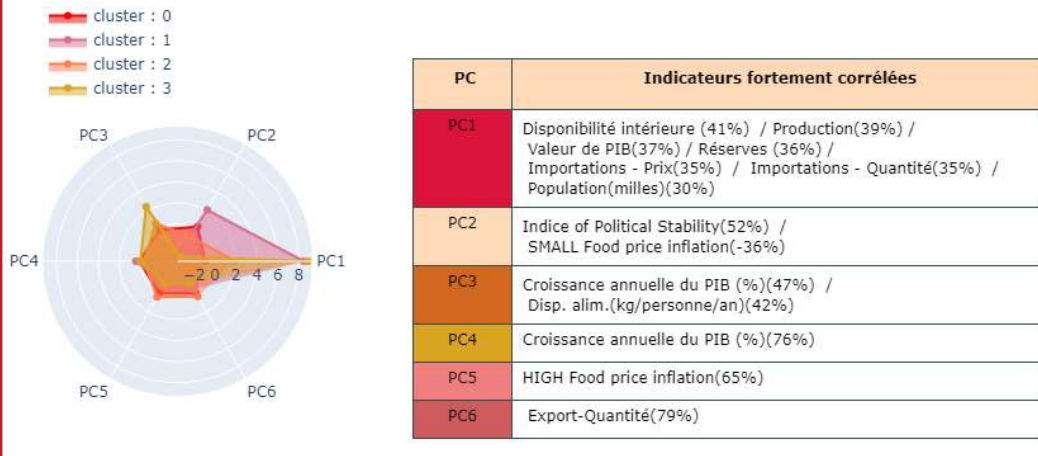 cluster : 0
cluster : 1
cluster : 2
cluster : 3
PC3
PC2
PC4
−2 0 2 4 6 8
PC1
PC5
PC6
PC
Indicateurs fortement corrélées
PC1
Disponibilité intérieure (41%) / Production(39%) /
Valeur de PIB(37%) / Réserves (36%) /
Importations - Prix(35%) / Importations - Quantité(35%) /
Population(milles)(30%)
PC2
Indice of Political Stability(52%) /
SMALL Food price inflation(-36%)
PC3
Croissance annuelle du PIB (%)(47%) /
Disp. alim.(kg/personne/an)(42%)
PC4
Croissance annuelle du PIB (%)(76%)
PC5
HIGH Food price inflation(65%)
PC6
Export-Quantité(79%)